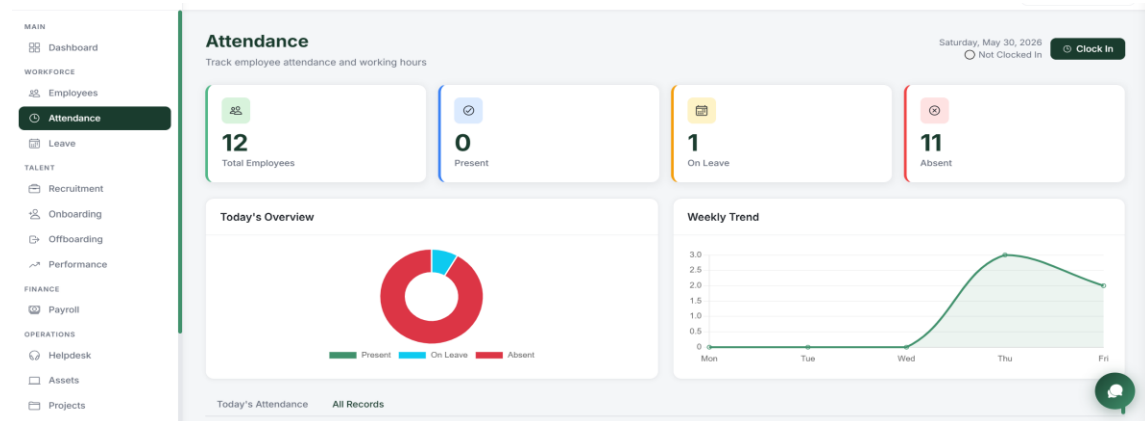 MAIN
Dashboard
WORKFORCE
Employees
Attendance
Leave
TALENT
Recruitment
Onboarding
Offboarding
Performance
FINANCE
Payroll
OPERATIONS
Helpdesk
Assets
Projects
Attendance
Track employee attendance and working hours
Saturday, May 30, 2026
Not Clocked In
Clock In
12
Total Employees
0
Present
1
On Leave
11
Absent
Today's Overview
Present On Leave Absent
Weekly Trend
3.0
2.5
2.0
1.5
1.0
0.5
0
Mon Tue Wed Thu Fri
Today's Attendance All Records